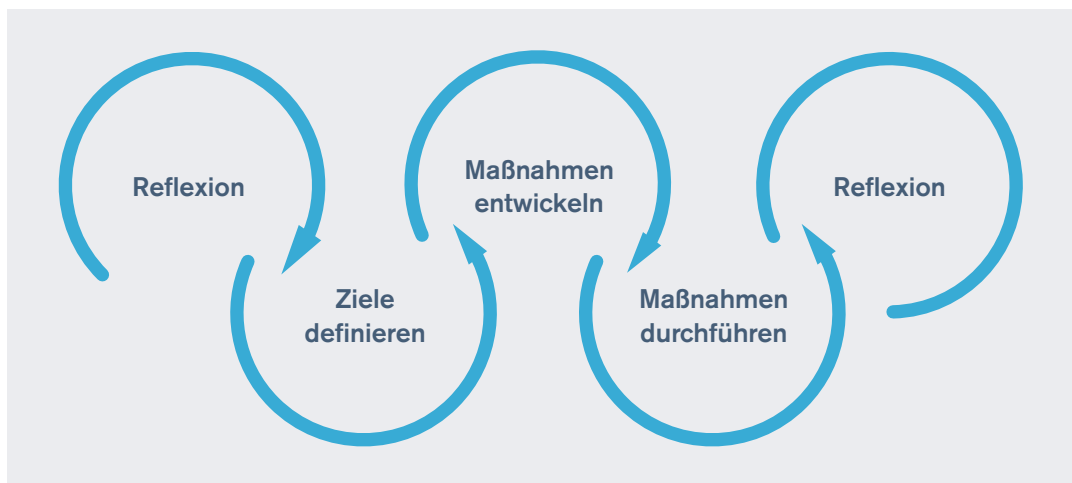 Reflexion
Ziele
definieren
Maßnahmen
entwickeln
Maßnahmen
durchführen
Reflexion